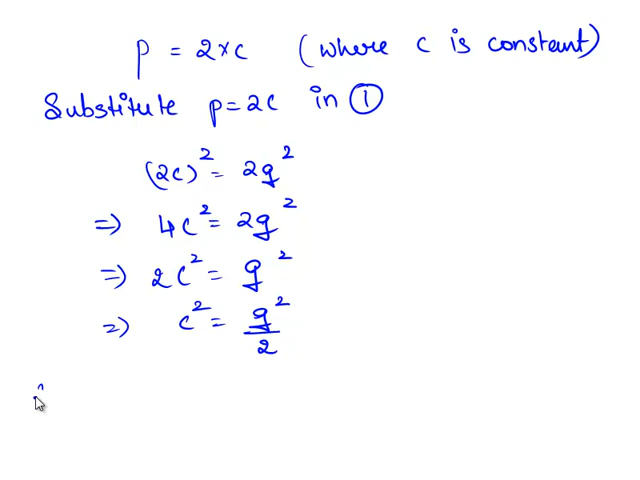 p = 2×c (where c is constant)
Substitute p=2c in ①
(2c)² = 2q²
⇒ 4c² = 2q²
⇒ 2c² = q²
⇒ c² = q²/2